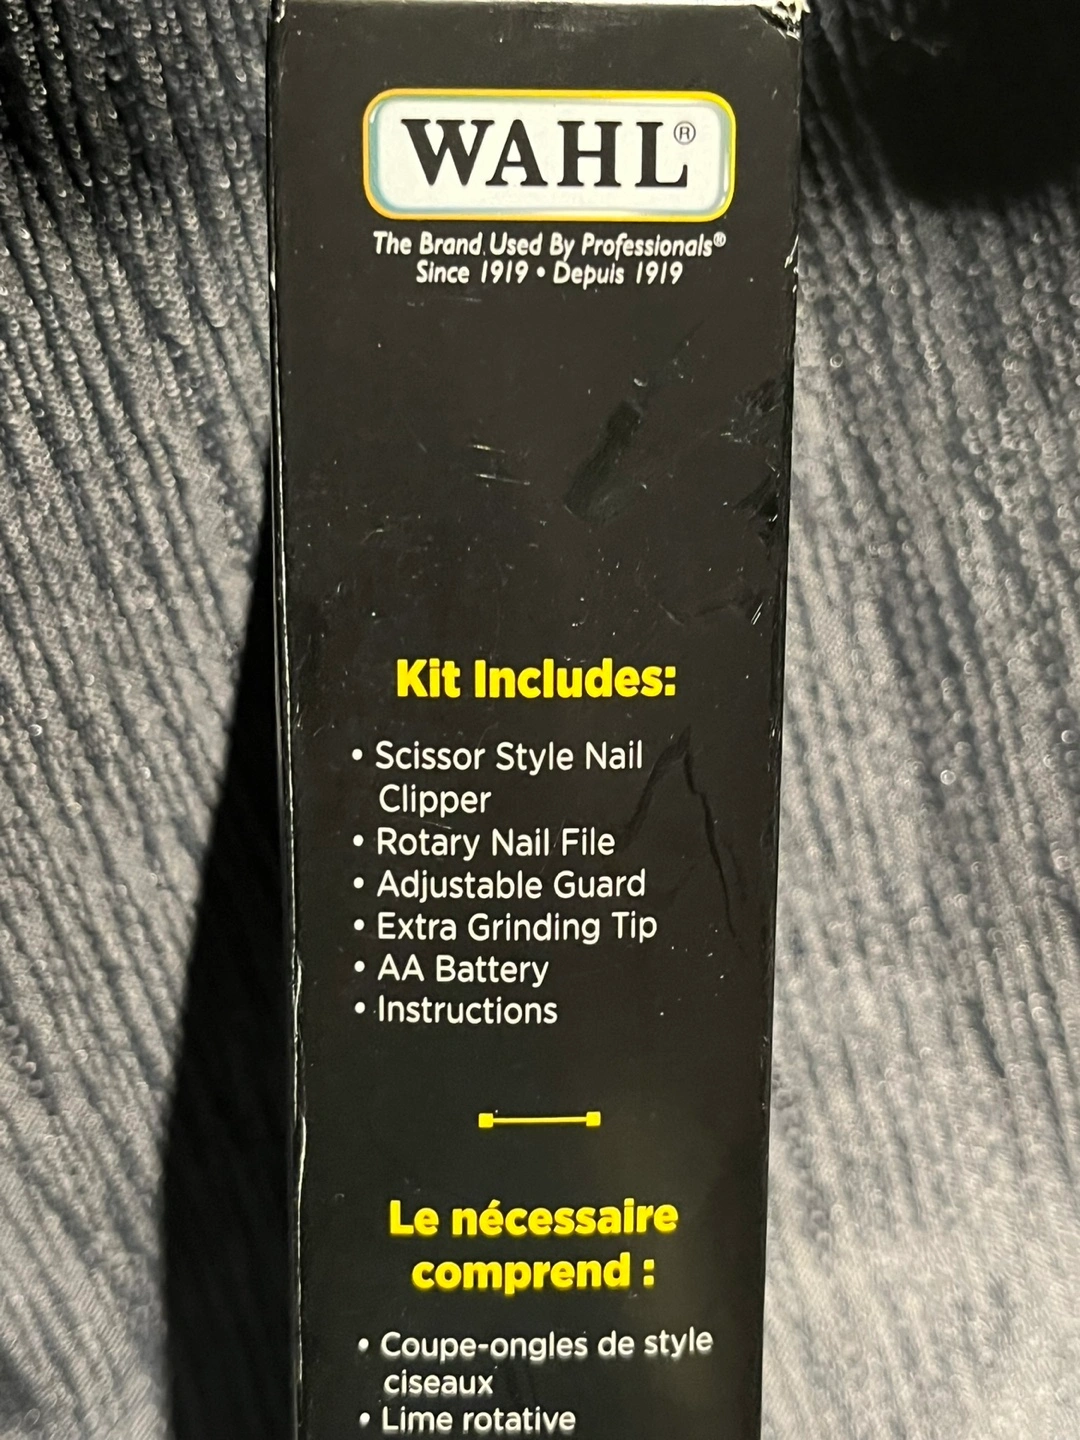 WAHL®
The Brand Used By Professionals®
Since 1919 • Depuis 1919
Kit Includes:
• Scissor Style Nail
Clipper
• Rotary Nail File
• Adjustable Guard
• Extra Grinding Tip
• AA Battery
• Instructions
Le nécessaire
comprend :
• Coupe-ongles de style
ciseaux
• Lime rotative